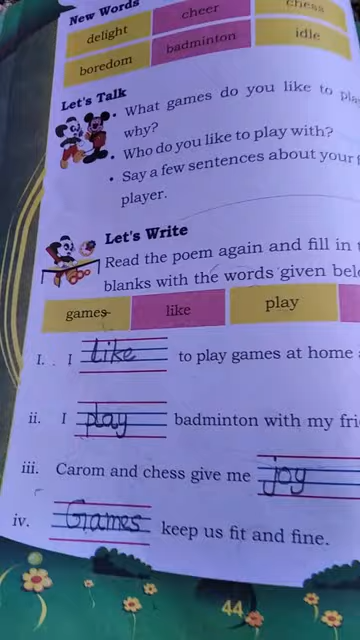 New Words
delight cheer chess
boredom badminton idle
Let's Talk
• What games do you like to play
why?
• Who do you like to play with?
• Say a few sentences about your
player.
Let's Write
Read the poem again and fill in
blanks with the words given
games like play
I. I like to play games at home
ii. I play badminton with my
iii. Carom and chess give me joy
iv. Games keep us fit and fine.
44